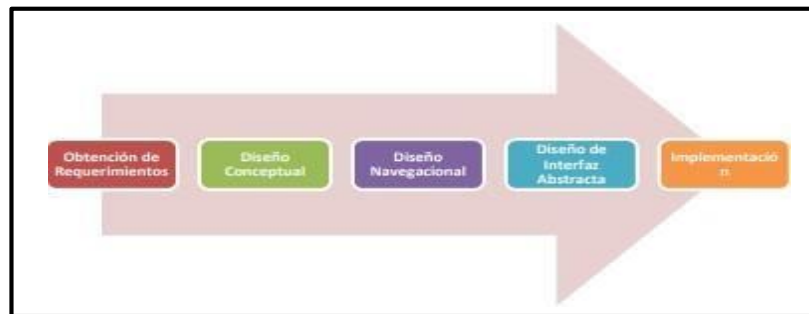 Obtención de
Requerimientos
Diseño
Conceptual
Diseño
Navegacional
Diseño de
Interfaz
Abstracta
Implementació
n